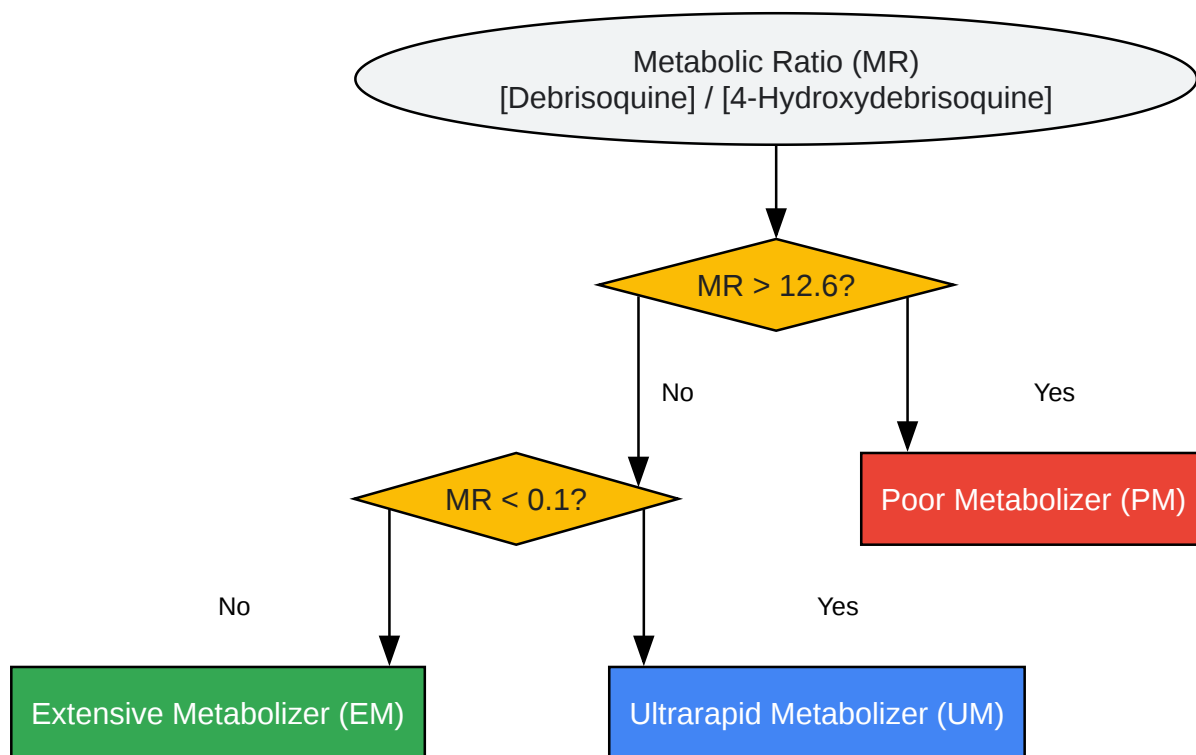 Metabolic Ratio (MR)
[Debrisoquine] / [4-Hydroxydebrisoquine]
MR > 12.6?
No
Yes
MR < 0.1?
Poor Metabolizer (PM)
No
Yes
Extensive Metabolizer (EM)
Ultrarapid Metabolizer (UM)